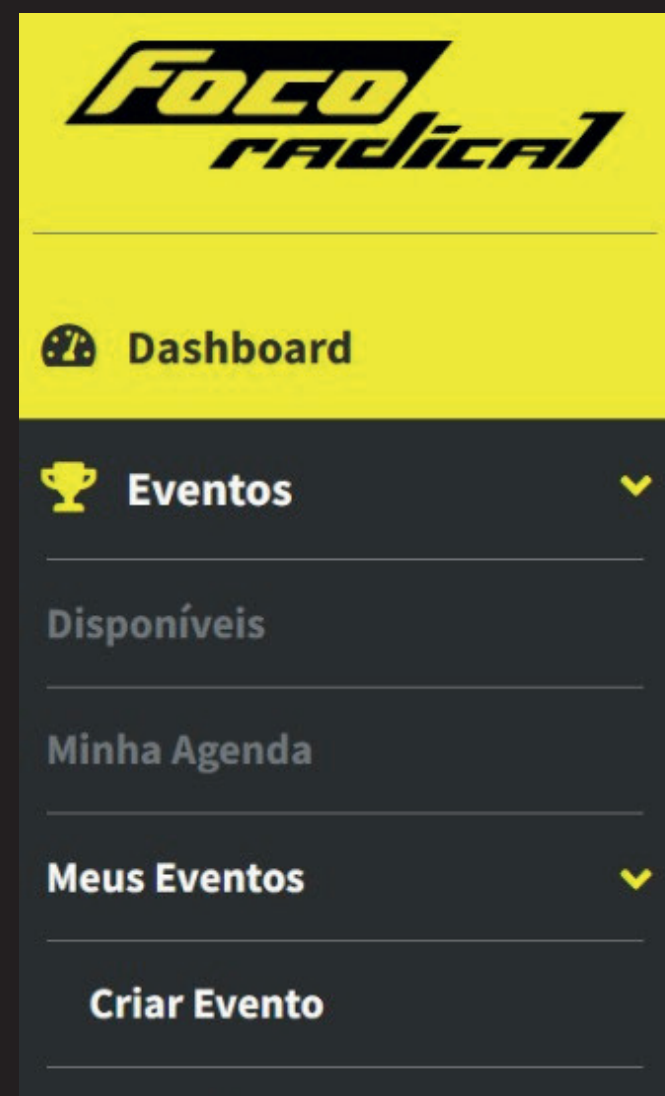 Foco
radical
Dashboard
Eventos
Disponíveis
Minha Agenda
Meus Eventos
Criar Evento